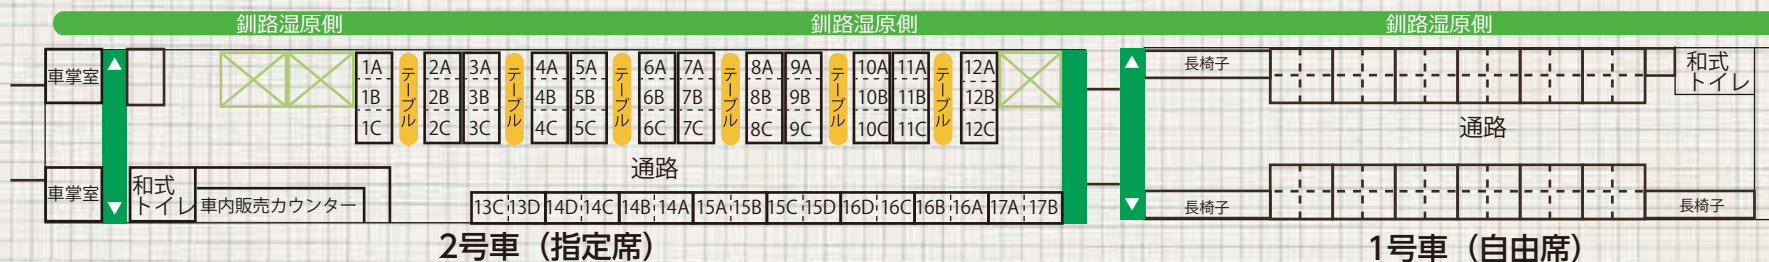 釧路湿原側 釧路湿原側 釧路湿原側
車掌室
1A 2A 3A 4A 5A 6A 7A 8A 9A 10A 11A 12A
1B 2B 3B 4B 5B 6B 7B 8B 9B 10B 11B 12B
1C 2C 3C 4C 5C 6C 7C 8C 9C 10C 11C 12C
テーブル テーブル テーブル テーブル テーブル テーブル
長椅子
和式
トイレ
通路
通路
車掌室
和式
トイレ
車内販売カウンター
13C 13D 14D 14C 14B 14A 15A 15B 15C 15D 16D 16C 16B 16A 17A 17B
長椅子
長椅子
2号車（指定席）
1号車（自由席）